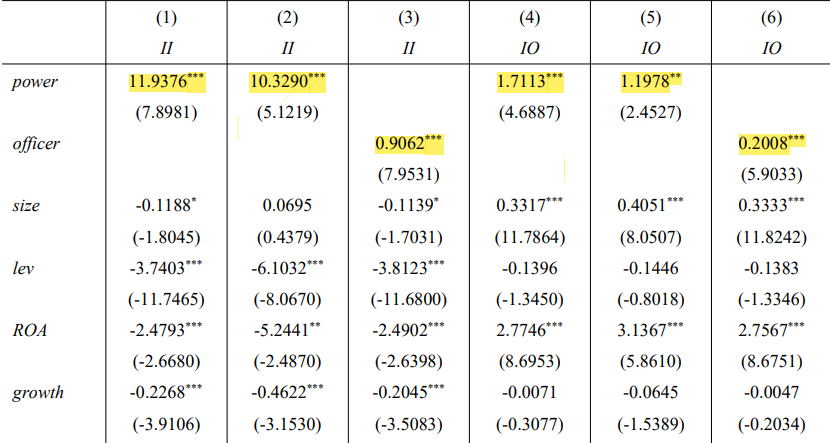 (1) (2) (3) (4) (5) (6)
II II II IO IO IO
power 11.9376*** 10.3290*** 1.7113*** 1.1978**
(7.8981) (5.1219) (4.6887) (2.4527)
officer 0.9062*** 0.2008***
(7.9531) (5.9033)
size -0.1188* 0.0695 -0.1139* 0.3317*** 0.4051*** 0.3333***
(-1.8045) (0.4379) (-1.7031) (11.7864) (8.0507) (11.8242)
lev -3.7403*** -6.1032*** -3.8123*** -0.1396 -0.1446 -0.1383
(-11.7465) (-8.0670) (-11.6800) (-1.3450) (-0.8018) (-1.3346)
ROA -2.4793*** -5.2441** -2.4902*** 2.7746*** 3.1367*** 2.7567***
(-2.6680) (-2.4870) (-2.6398) (8.6953) (5.8610) (8.6751)
growth -0.2268*** -0.4622*** -0.2045*** -0.0071 -0.0645 -0.0047
(-3.9106) (-3.1530) (-3.5083) (-0.3077) (-1.5389) (-0.2034)